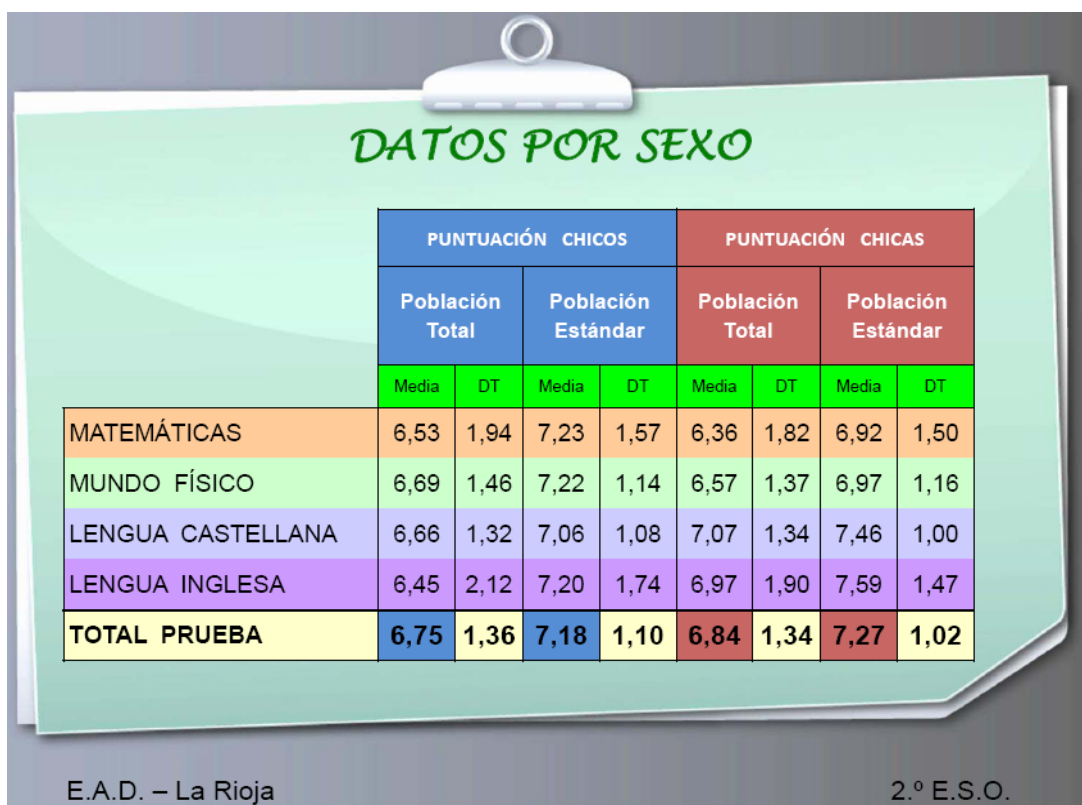 DATOS POR SEXO
PUNTUACIÓN CHICOS PUNTUACIÓN CHICAS
Población Total Población Estándar Población Total Población Estándar
Media DT Media DT Media DT Media DT
MATEMÁTICAS 6,53 1,94 7,23 1,57 6,36 1,82 6,92 1,50
MUNDO FÍSICO 6,69 1,46 7,22 1,14 6,57 1,37 6,97 1,16
LENGUA CASTELLANA 6,66 1,32 7,06 1,08 7,07 1,34 7,46 1,00
LENGUA INGLESA 6,45 2,12 7,20 1,74 6,97 1,90 7,59 1,47
TOTAL PRUEBA 6,75 1,36 7,18 1,10 6,84 1,34 7,27 1,02
E.A.D. – La Rioja 2.º E.S.O.